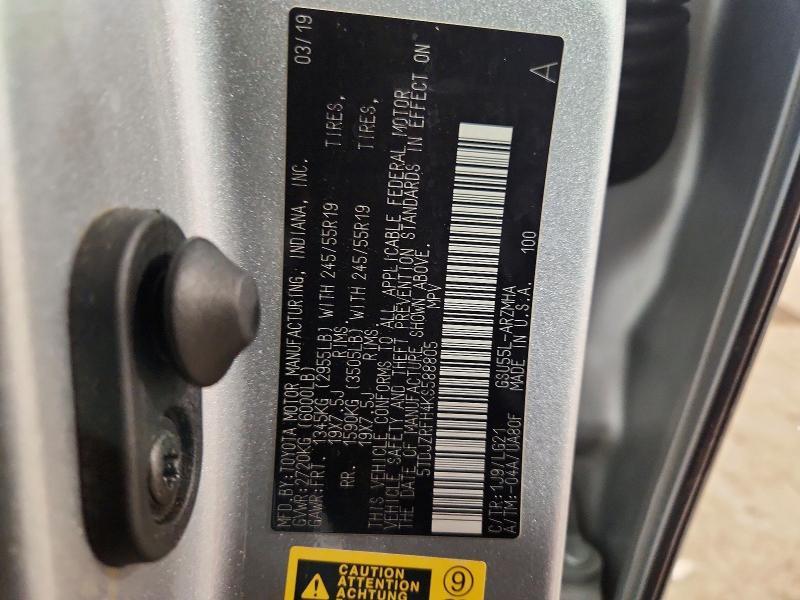 MFD.BY:TOYOTA MOTOR MANUFACTURING, INDIANA, INC. 03/19
GVWR:2720KG (6000LB)
GAWR:FRT. 1345KG (2955LB) WITH 245/55R19 TIRES,
19X7.5J RIMS,
RR. 1590KG (3505LB) WITH 245/55R19 TIRES,
19X7.5J RIMS.
THIS VEHICLE CONFORMS TO ALL APPLICABLE FEDERAL MOTOR
VEHICLE SAFETY AND THEFT PREVENTION STANDARDS IN EFFECT ON
THE DATE OF MANUFACTURE SHOWN ABOVE.
MPV
C/TR:1J9/LG21 GSU55L-ARZMHA
A/TM:-04A/UA80F MADE IN U.S.A. 100
A
CAUTION
ATTENTION
ACHTUNG
9